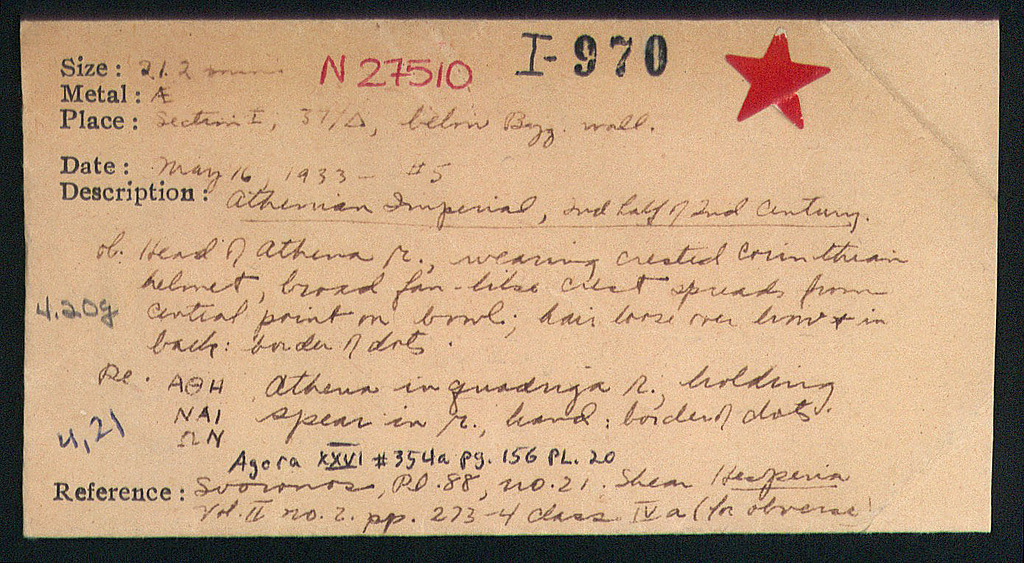 I-970
N 27510
Size : 21.2 mm
Metal : Æ
Place : Section I, 37/Δ, below Byz. wall.
Date : May 16, 1933 - #5
Description : Athenian Imperial, 2nd half of 2nd Century.
ob. Head of Athena r., wearing crested Corinthian
helmet, broad fan-like crest spreads from
4.20g
central point on bowl; hair loose over brow & in
back: border of dots.
Re. ΑΘΗ Athena in quadriga r., holding
ΝΑΙ spear in r., hand: border of dots.
ΩΝ
4,21
Agora XXVI #354a pg. 156 PL. 20
Reference : Svoronos, Pl. 88, no. 21. Shear Hesperia
Vol. II no. 2. pp. 273-4 class IV a (for obverse)